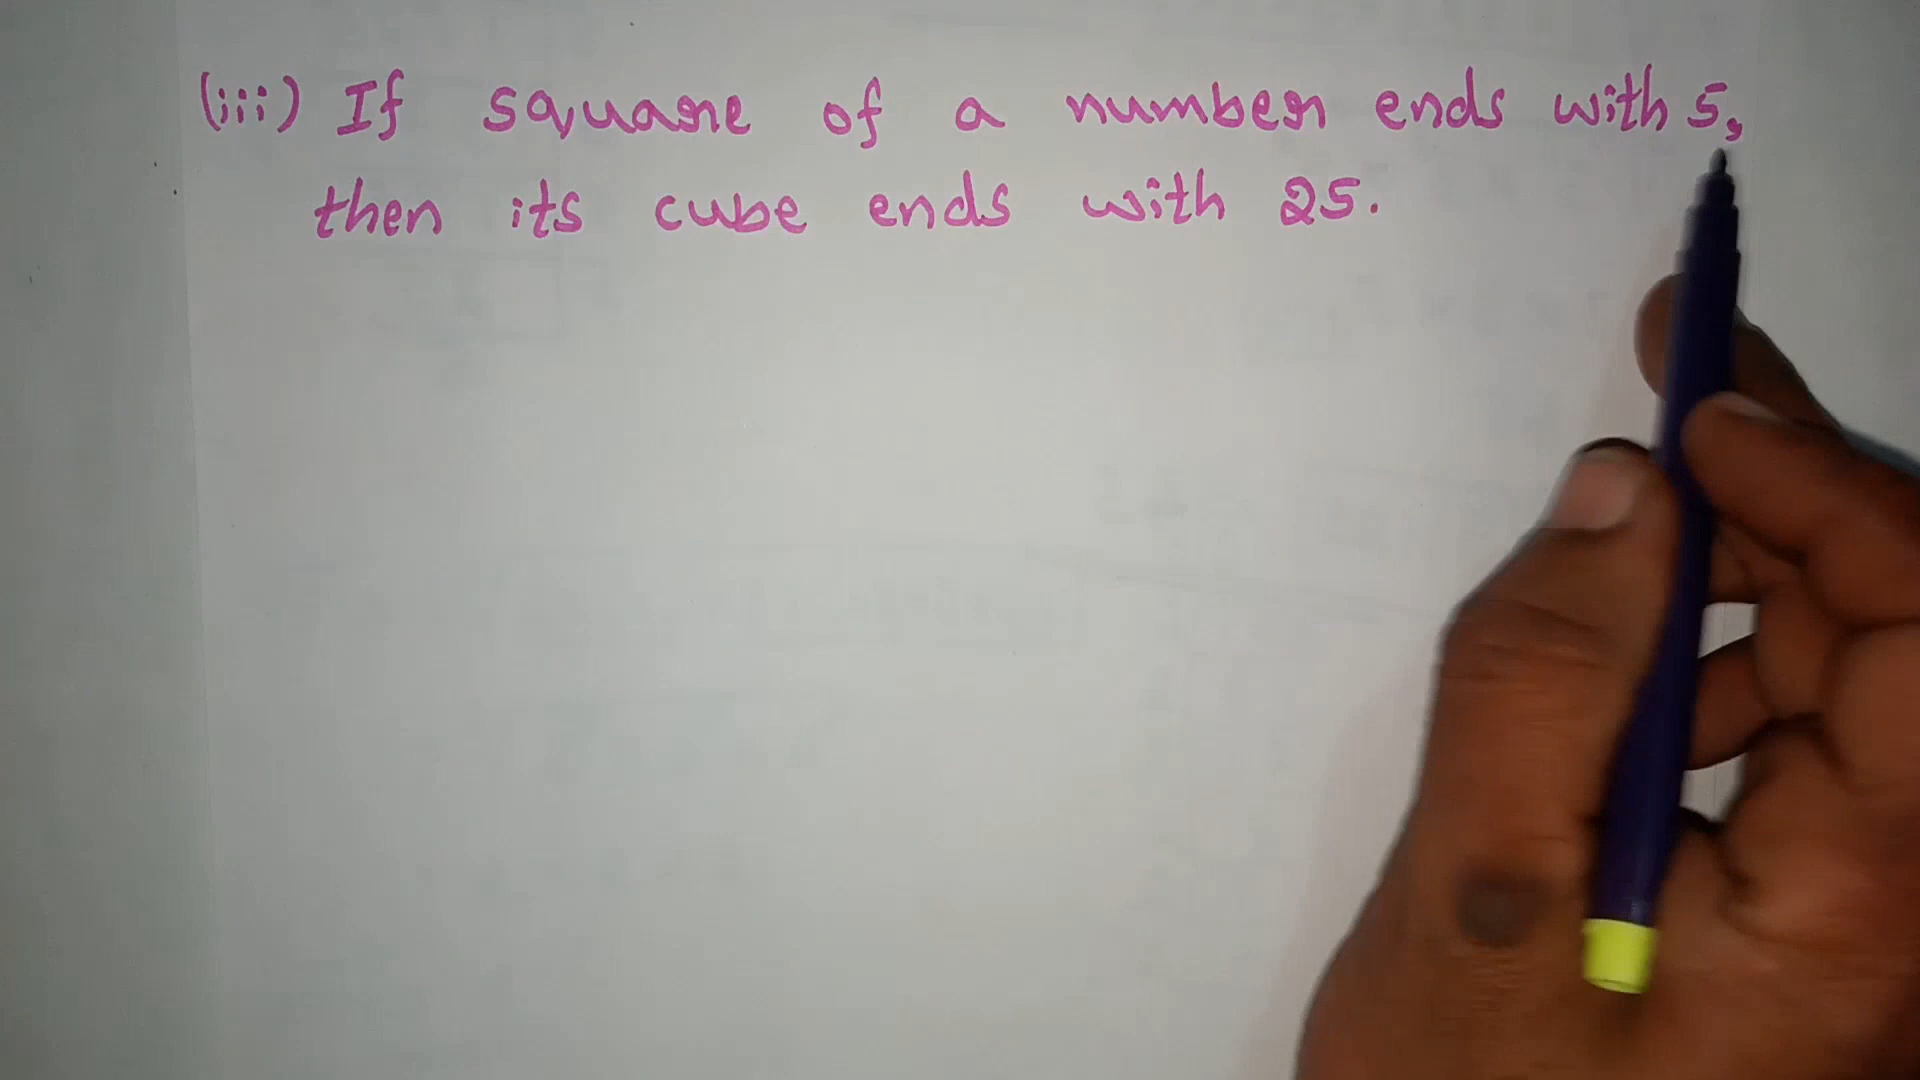 (iii) If square of a number ends with 5,
then its cube ends with 25.